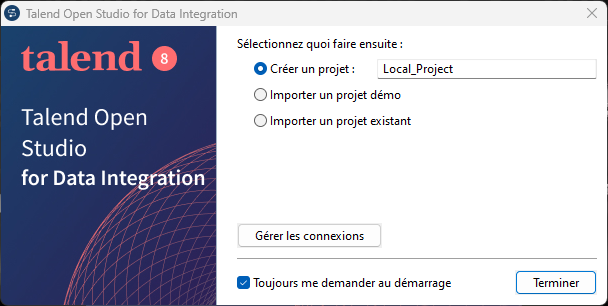 Talend Open Studio for Data Integration
talend 8
Talend Open
Studio
for Data Integration
Sélectionnez quoi faire ensuite :
Créer un projet : Local_Project
Importer un projet démo
Importer un projet existant
Gérer les connexions
Toujours me demander au démarrage
Terminer